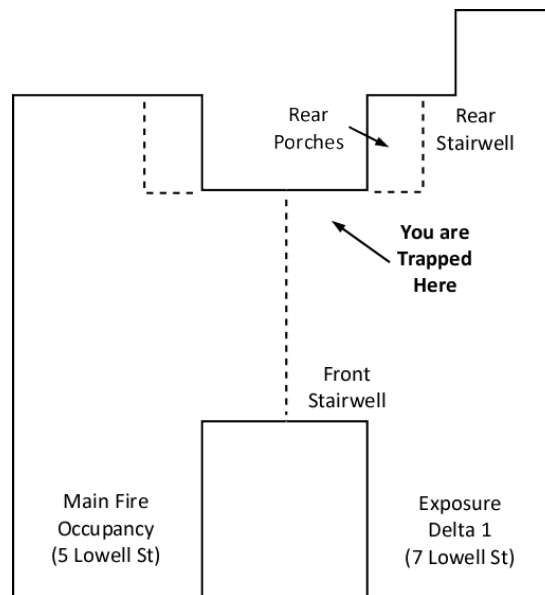 Rear
Porches
Rear
Stairwell
You are
Trapped
Here
Front
Stairwell
Main Fire
Occupancy
(5 Lowell St)
Exposure
Delta 1
(7 Lowell St)